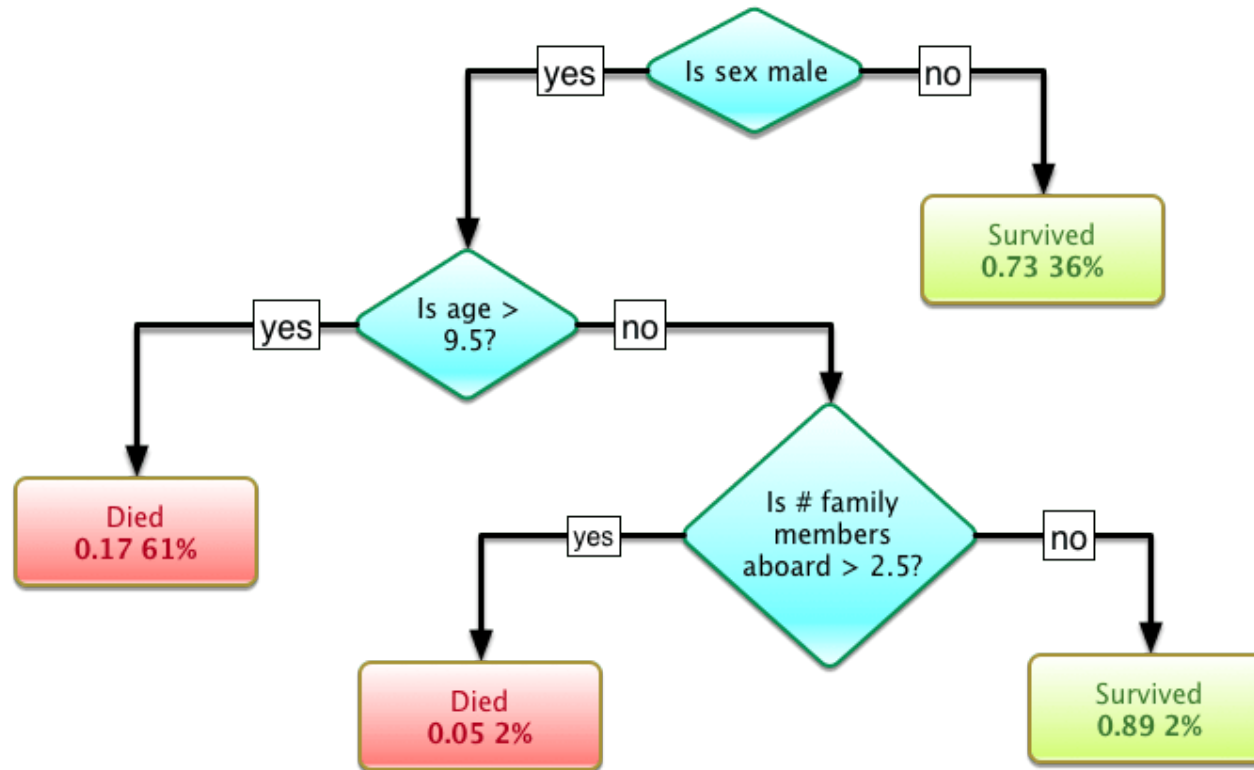 Is sex male
yes
no
Survived
0.73 36%
Is age >
9.5?
yes
no
Died
0.17 61%
Is # family
members
aboard > 2.5?
yes
no
Died
0.05 2%
Survived
0.89 2%